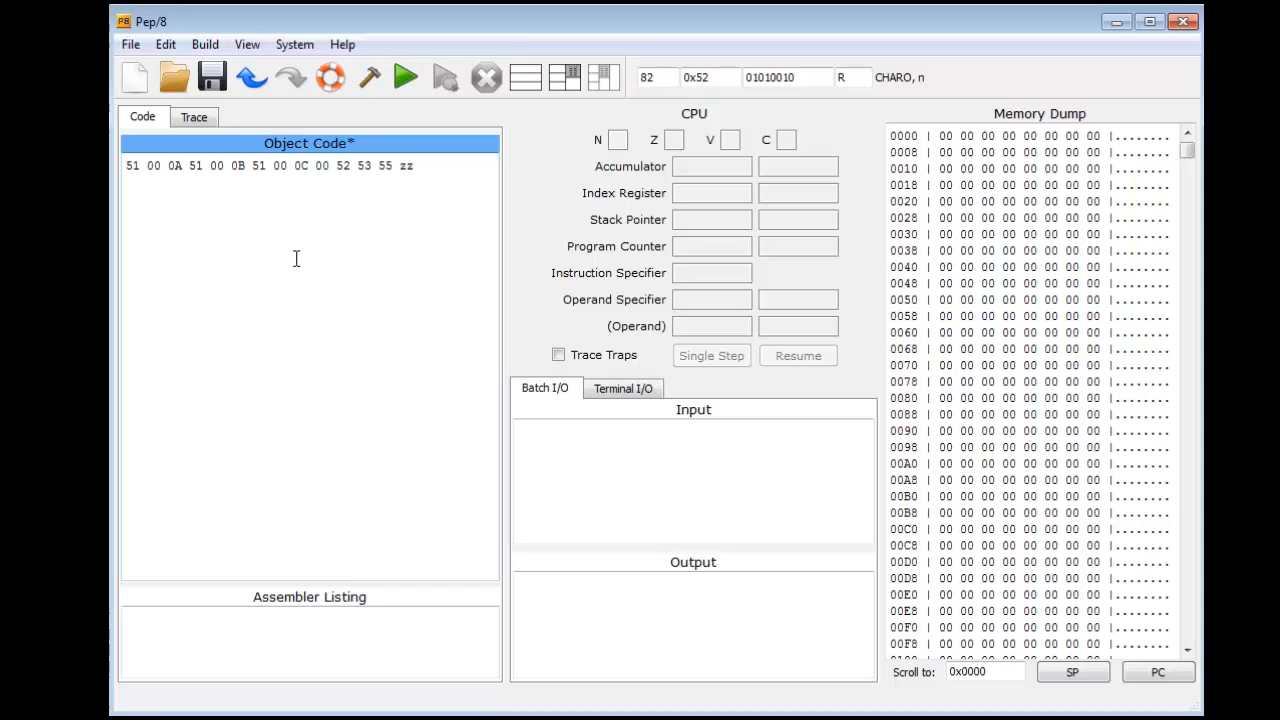 Pep/8
File Edit Build View System Help
82 0x52 01010010 R CHARO, n
Code Trace
Object Code*
51 00 0A 51 00 0B 51 00 0C 00 52 53 55 zz
Assembler Listing
CPU
N Z V C
Accumulator
Index Register
Stack Pointer
Program Counter
Instruction Specifier
Operand Specifier
(Operand)
Trace Traps Single Step Resume
Batch I/O Terminal I/O
Input
Output
Memory Dump
0000 | 00 00 00 00 00 00 00 00 |........
0008 | 00 00 00 00 00 00 00 00 |........
0010 | 00 00 00 00 00 00 00 00 |........
0018 | 00 00 00 00 00 00 00 00 |........
0020 | 00 00 00 00 00 00 00 00 |........
0028 | 00 00 00 00 00 00 00 00 |........
0030 | 00 00 00 00 00 00 00 00 |........
0038 | 00 00 00 00 00 00 00 00 |........
0040 | 00 00 00 00 00 00 00 00 |........
0048 | 00 00 00 00 00 00 00 00 |........
0050 | 00 00 00 00 00 00 00 00 |........
0058 | 00 00 00 00 00 00 00 00 |........
0060 | 00 00 00 00 00 00 00 00 |........
0068 | 00 00 00 00 00 00 00 00 |........
0070 | 00 00 00 00 00 00 00 00 |........
0078 | 00 00 00 00 00 00 00 00 |........
0080 | 00 00 00 00 00 00 00 00 |........
0088 | 00 00 00 00 00 00 00 00 |........
0090 | 00 00 00 00 00 00 00 00 |........
0098 | 00 00 00 00 00 00 00 00 |........
00A0 | 00 00 00 00 00 00 00 00 |........
00A8 | 00 00 00 00 00 00 00 00 |........
00B0 | 00 00 00 00 00 00 00 00 |........
00B8 | 00 00 00 00 00 00 00 00 |........
00C0 | 00 00 00 00 00 00 00 00 |........
00C8 | 00 00 00 00 00 00 00 00 |........
00D0 | 00 00 00 00 00 00 00 00 |........
00D8 | 00 00 00 00 00 00 00 00 |........
00E0 | 00 00 00 00 00 00 00 00 |........
00E8 | 00 00 00 00 00 00 00 00 |........
00F0 | 00 00 00 00 00 00 00 00 |........
00F8 | 00 00 00 00 00 00 00 00 |........
Scroll to: 0x0000 SP PC